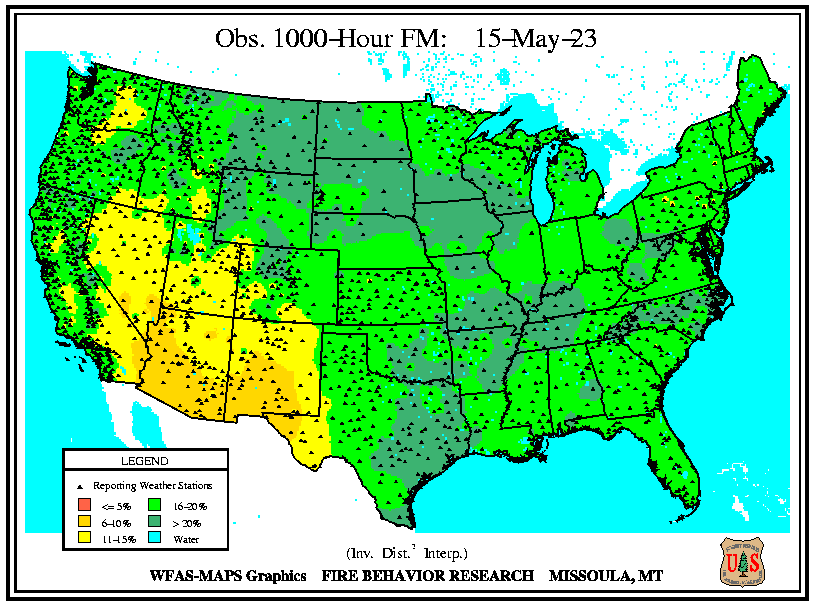 Obs. 1000-Hour FM: 15-May-23
LEGEND
Reporting Weather Stations
<= 5% 16-20%
6-10% > 20%
11-15% Water
(Inv. Dist.² Interp.)
WFAS-MAPS Graphics FIRE BEHAVIOR RESEARCH MISSOULA, MT
US